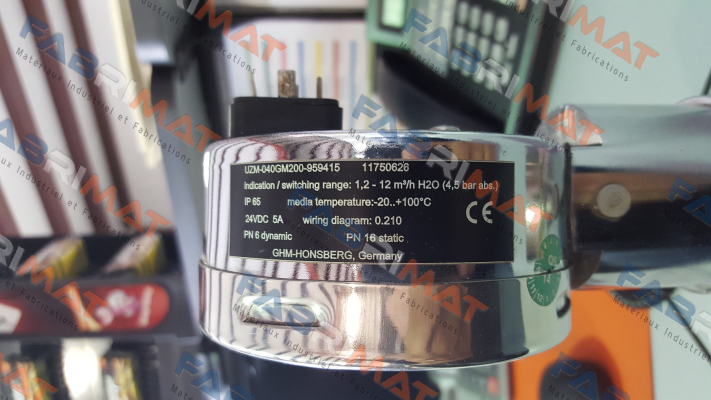 UZM-040GM200-959415 11750626
indication / switching range: 1,2 - 12 m³/h H2O (4,5 bar abs.)
IP 65 media temperature:-20..+100°C
CE
24VDC 5A wiring diagram: 0.210
PN 6 dynamic PN 16 static
GHM-HONSBERG, Germany
FABRIMAT
Matériaux Industriel et Fabrications